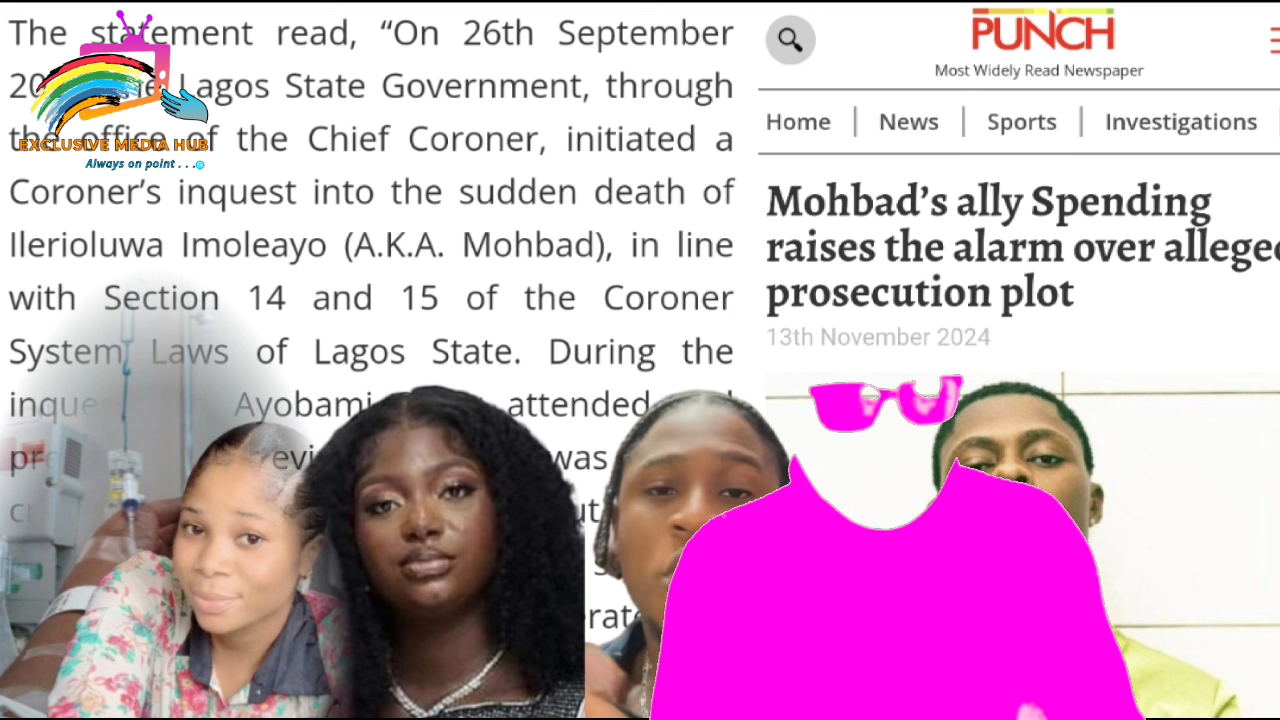 The statement read, “On 26th September
Lagos State Government, through
the office of the Chief Coroner, initiated a
Coroner’s inquest into the sudden death of
Ilerioluwa Imoleayo (A.K.A. Mohbad), in line
with Section 14 and 15 of the Coroner
System Laws of Lagos State. During the
Ayobami attended
was
EXCLUSIVE MEDIA HUB
Always on point . . .
PUNCH
Most Widely Read Newspaper
Home News Sports Investigations
Mohbad’s ally Spending
raises the alarm over alleged
prosecution plot
13th November 2024